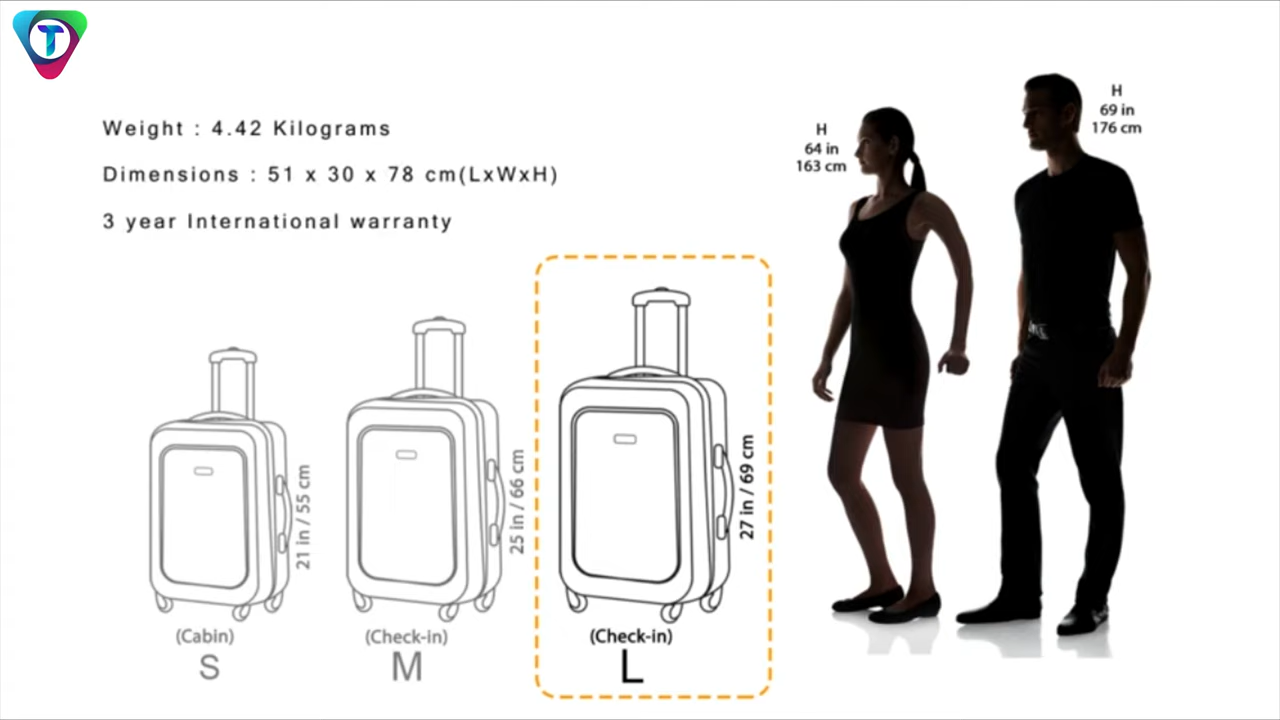 T
Weight : 4.42 Kilograms
Dimensions : 51 x 30 x 78 cm(LxWxH)
3 year International warranty
H
64 in
163 cm
H
69 in
176 cm
21 in / 55 cm
25 in / 66 cm
27 in / 69 cm
(Cabin)
S
(Check-in)
M
(Check-in)
L